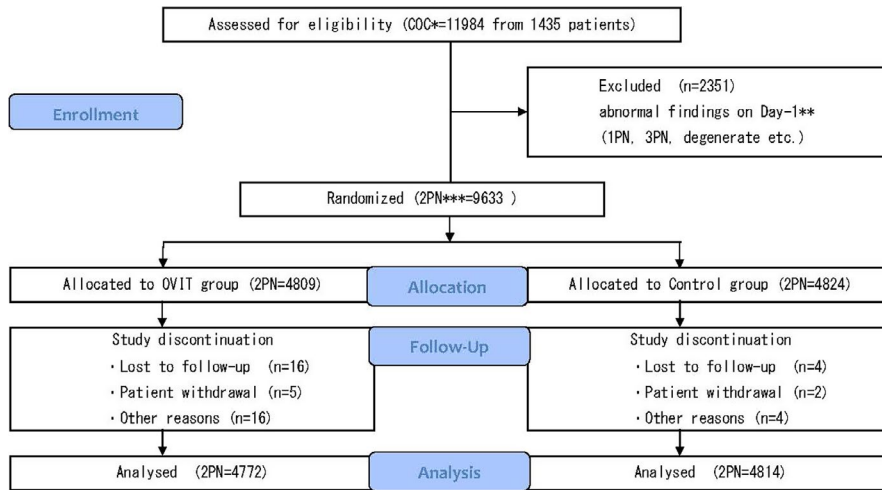 Assessed for eligibility (COC*=11984 from 1435 patients)
Excluded (n=2351)
abnormal findings on Day-1**
(1PN, 3PN, degenerate etc.)
Enrollment
Randomized (2PN***=9633 )
Allocated to OVIT group (2PN=4809)
Allocation
Allocated to Control group (2PN=4824)
Study discontinuation
・Lost to follow-up (n=16)
・Patient withdrawal (n=5)
・Other reasons (n=16)
Follow-Up
Study discontinuation
・Lost to follow-up (n=4)
・Patient withdrawal (n=2)
・Other reasons (n=4)
Analysed (2PN=4772)
Analysis
Analysed (2PN=4814)